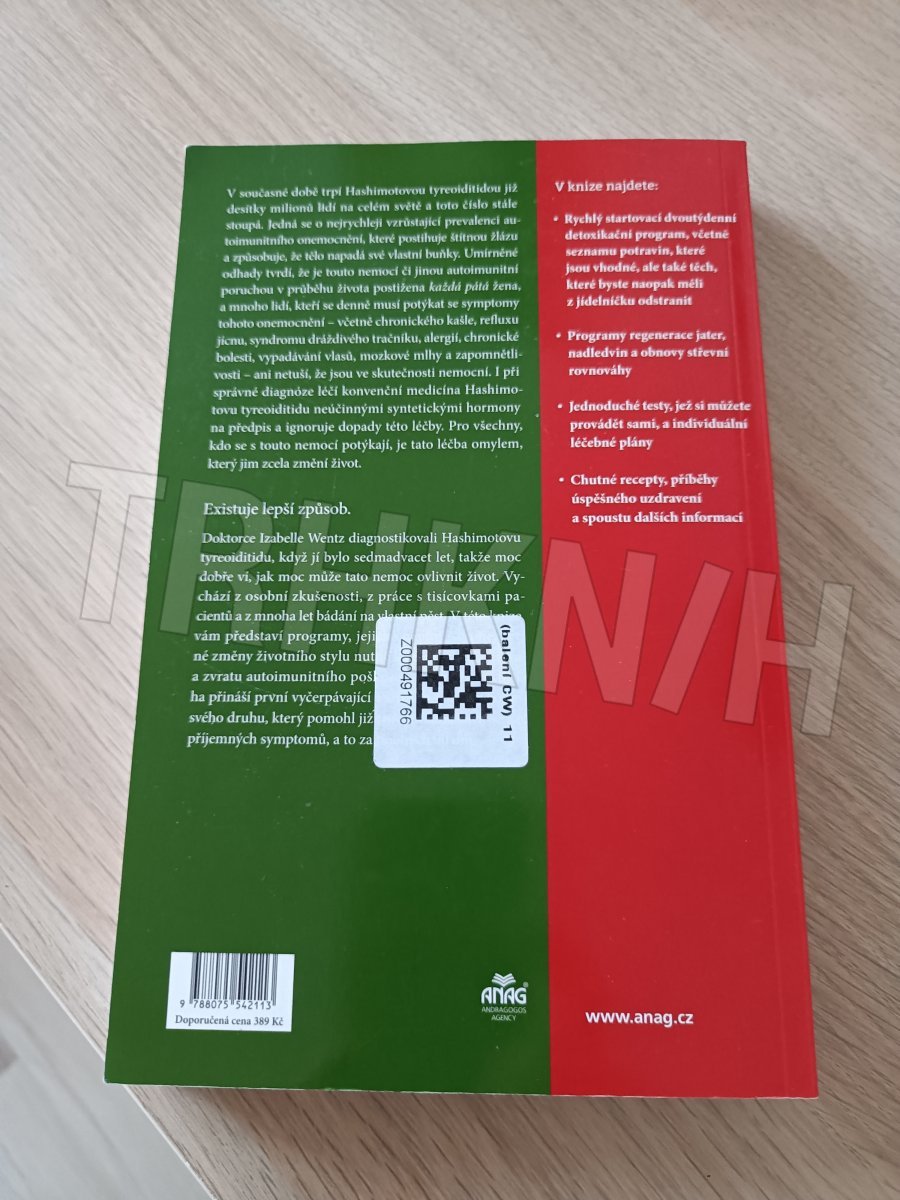 V současné době trpí Hashimotovou tyreoiditidou již
desítky milionů lidí na celém světě a toto číslo stále
stoupá. Jedná se o nejrychleji vzrůstající prevalenci au-
toimunitního onemocnění, které postihuje štítnou žlázu
a způsobuje, že tělo napadá své vlastní buňky. Umírněné
odhady tvrdí, že je touto nemocí či jinou autoimunitní
poruchou v průběhu života postižena každá pátá žena,
a mnoho lidí, kteří se denně musí potýkat se symptomy
tohoto onemocnění – včetně chronického kašle, refluxu
jícnu, syndromu dráždivého tračníku, alergií, chronické
bolesti, vypadávání vlasů, mozkové mlhy a zapomnětli-
vosti – ani netuší, že jsou ve skutečnosti nemocní. I při
správné diagnóze léčí konvenční medicína Hashimo-
tovu tyreoiditidu neúčinnými syntetickými hormony
na předpis a ignoruje dopady této léčby. Pro všechny,
kdo se s touto nemocí potýkají, je tato léčba omylem,
který jim zcela změní život.
Existuje lepší způsob.
Doktorce Izabelle Wentz diagnostikovali Hashimotovu
tyreoiditidu, když jí bylo sedmadvacet let, takže moc
dobře ví, jak moc může tato nemoc ovlivnit život. Vy-
chází z osobní zkušenosti, z práce s tisícovkami pa-
cientů a z mnoha let bádání na vlastní pěst. V této knize
vám představí programy,
né změny životního stylu
a zvratu autoimunitního
ha přináší první vyčerpávající
svého druhu, který pomohl již
příjemných symptomů, a to za
(balení CW) 11
Z000491766
V knize najdete:
• Rychlý startovací dvoutýdenní
detoxikační program, včetně
seznamu potravin, které
jsou vhodné, ale také těch,
které byste naopak měli
z jídelníčku odstranit
• Programy regenerace jater,
nadledvin a obnovy střevní
rovnováhy
• Jednoduché testy, jež si můžete
provádět sami, a individuální
léčebné plány
• Chutné recepty, příběhy
úspěšného uzdravení
a spoustu dalších informací
TRHKNIH
9 788075 542113
Doporučená cena 389 Kč
ANAG®
ANDRAGOGOS
AGENCY
www.anag.cz